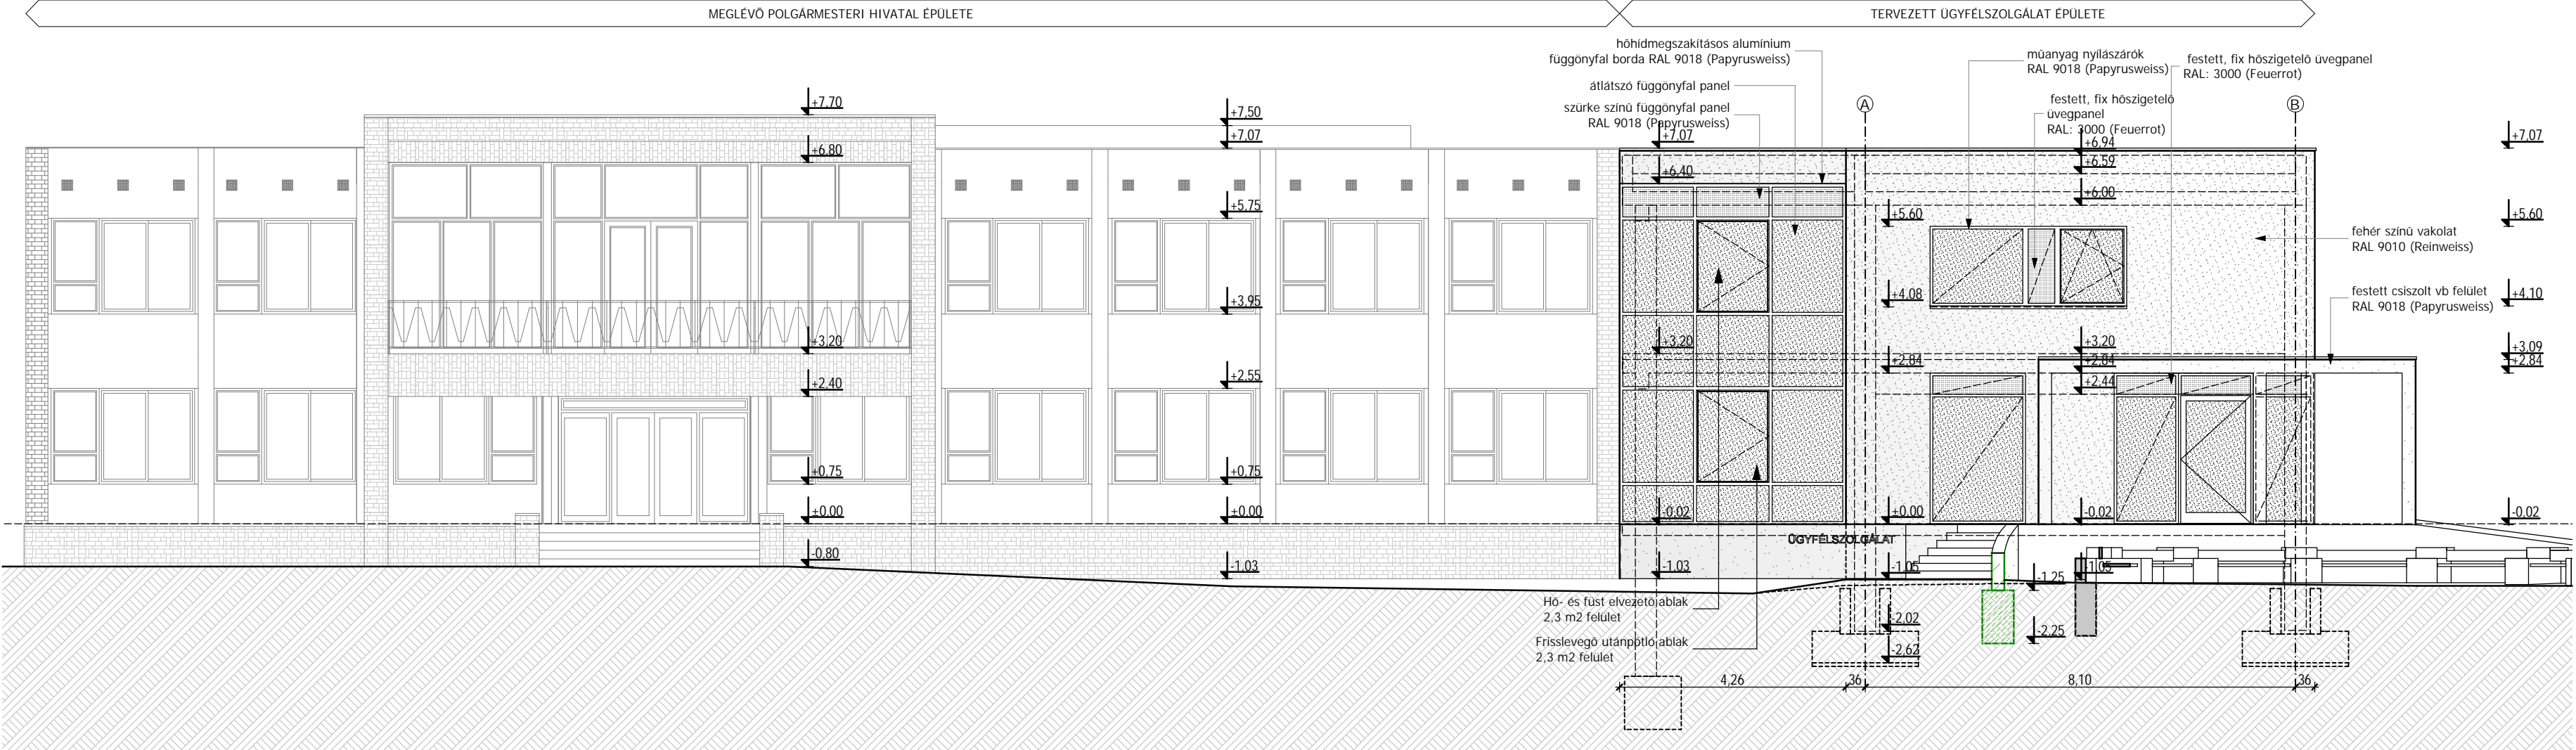 MEGLÉVŐ POLGÁRMESTERI HIVATAL ÉPÜLETE
TERVEZETT ÜGYFÉLSZOLGÁLAT ÉPÜLETE
hőhídmegszakításos alumínium
függönyfal borda RAL 9018 (Papyrusweiss)
átlátszó függönyfal panel
szürke színű függönyfal panel
RAL 9018 (Papyrusweiss)
műanyag nyílászárók
RAL 9018 (Papyrusweiss)
festett, fix hőszigetelő üvegpanel
RAL: 3000 (Feuerrot)
festett, fix hőszigetelő
üvegpanel
RAL: 3000 (Feuerrot)
A
B
fehér színű vakolat
RAL 9010 (Reinweiss)
festett csiszolt vb felület
RAL 9018 (Papyrusweiss)
+7,70
+6,80
+3,20
+2,40
+0,75
±0,00
-0,80
+7,50
+7,07
+5,75
+3,95
+2,55
+0,75
±0,00
-1,03
+7,07
+6,40
+3,20
-0,02
-1,03
+5,60
+4,08
+2,84
±0,00
-1,05
-2,02
-2,62
+6,94
+6,59
+6,00
+3,20
+2,84
+2,44
-0,02
-1,05
-1,25
-2,25
+7,07
+5,60
+4,10
+3,09
+2,84
-0,02
ÜGYFÉLSZOLGÁLAT
Hő- és füst elvezető ablak
2,3 m2 felület
Frisslevegő utánpótló ablak
2,3 m2 felület
4,26
36
8,10
36